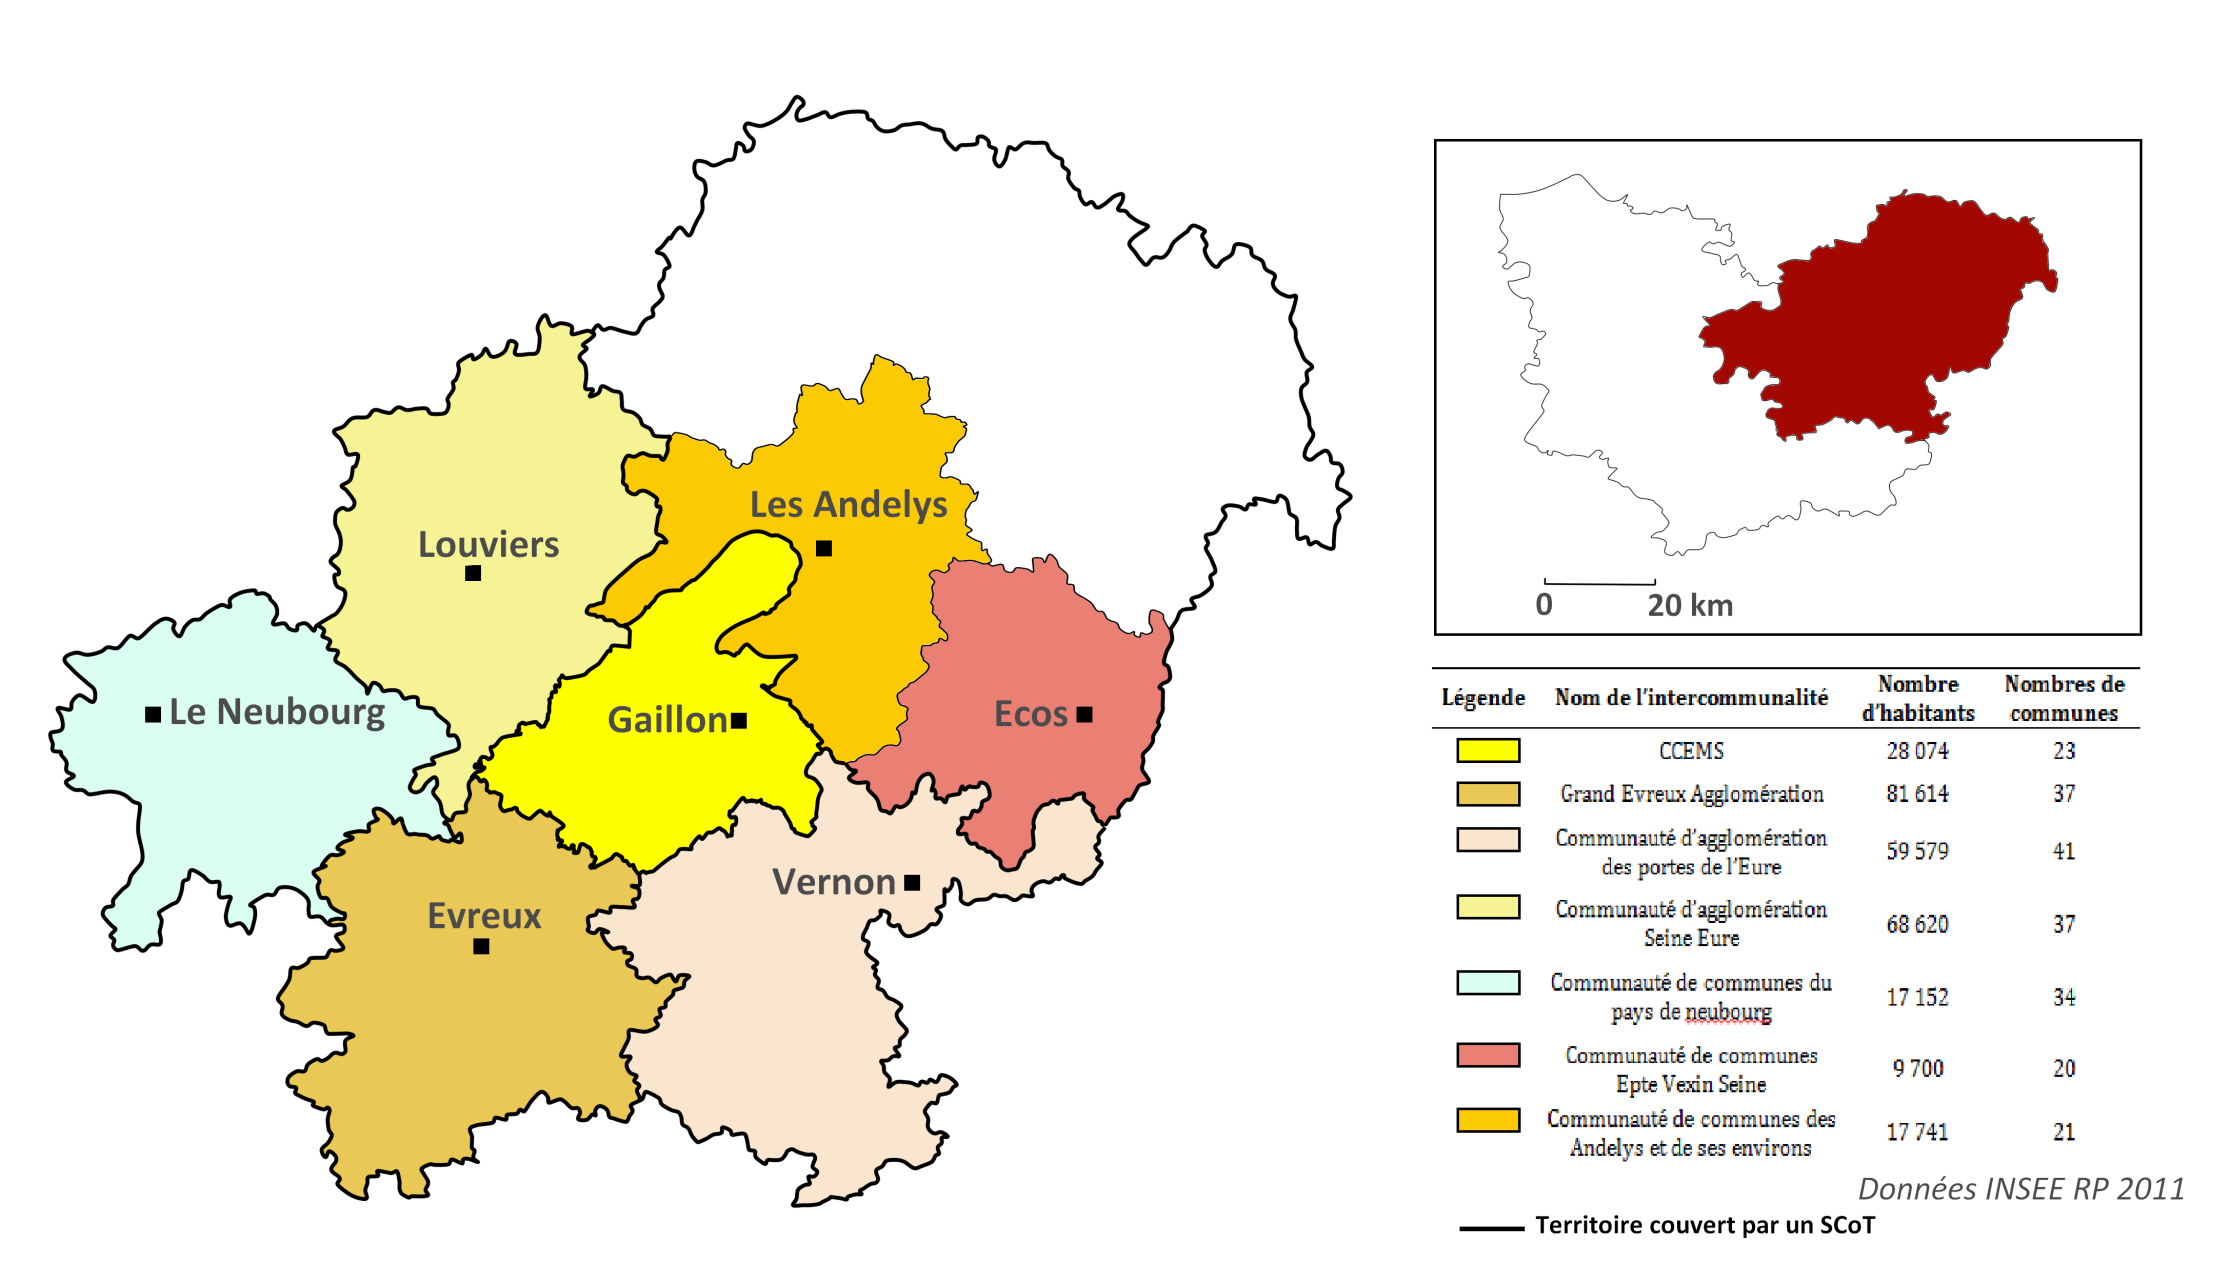 Les Andelys
Louviers
Le Neubourg
Gaillon
Ecos
Vernon
Evreux
0 20 km
Légende Nom de l'intercommunalité Nombre d'habitants Nombres de communes
CCEMS 28 074 23
Grand Evreux Agglomération 81 614 37
Communauté d'agglomération
des portes de l'Eure 59 579 41
Communauté d'agglomération
Seine Eure 68 620 37
Communauté de communes du
pays de neubourg 17 152 34
Communauté de communes
Epte Vexin Seine 9 700 20
Communauté de communes des
Andelys et de ses environs 17 741 21
Données INSEE RP 2011
Territoire couvert par un SCoT